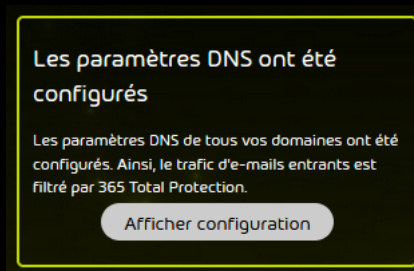 Les paramètres DNS ont été
configurés
Les paramètres DNS de tous vos domaines ont été
configurés. Ainsi, le trafic d'e-mails entrants est
filtré par 365 Total Protection.
Afficher configuration